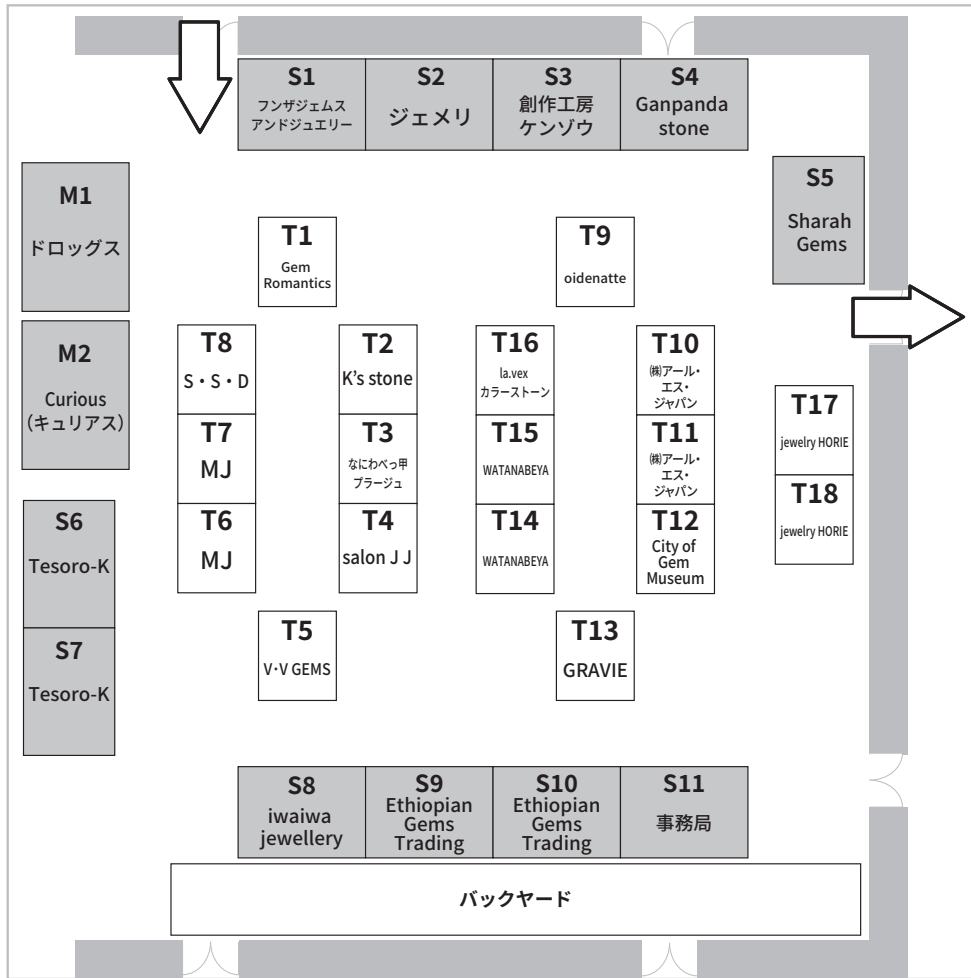 S1
フンザジェムス
アンドジュエリー
S2
ジェメリ
S3
創作工房
ケンゾウ
S4
Ganpanda
stone
M1
ドロッグス
S5
Sharah
Gems
T1
Gem
Romantics
T9
oidenatte
M2
Curious
（キュリアス）
T8
S・S・D
T2
K's stone
T16
la.vex
カラーストーン
T10
㈱アール・
エス・
ジャパン
T17
jewelry HORIE
T7
MJ
T3
なにわべっ甲
プラージュ
T15
WATANABEYA
T11
㈱アール・
エス・
ジャパン
T18
jewelry HORIE
S6
Tesoro-K
T6
MJ
T4
salon J J
T14
WATANABEYA
T12
City of
Gem
Museum
S7
Tesoro-K
T5
V・V GEMS
T13
GRAVIE
S8
iwaiwa
jewellery
S9
Ethiopian
Gems
Trading
S10
Ethiopian
Gems
Trading
S11
事務局
バックヤード